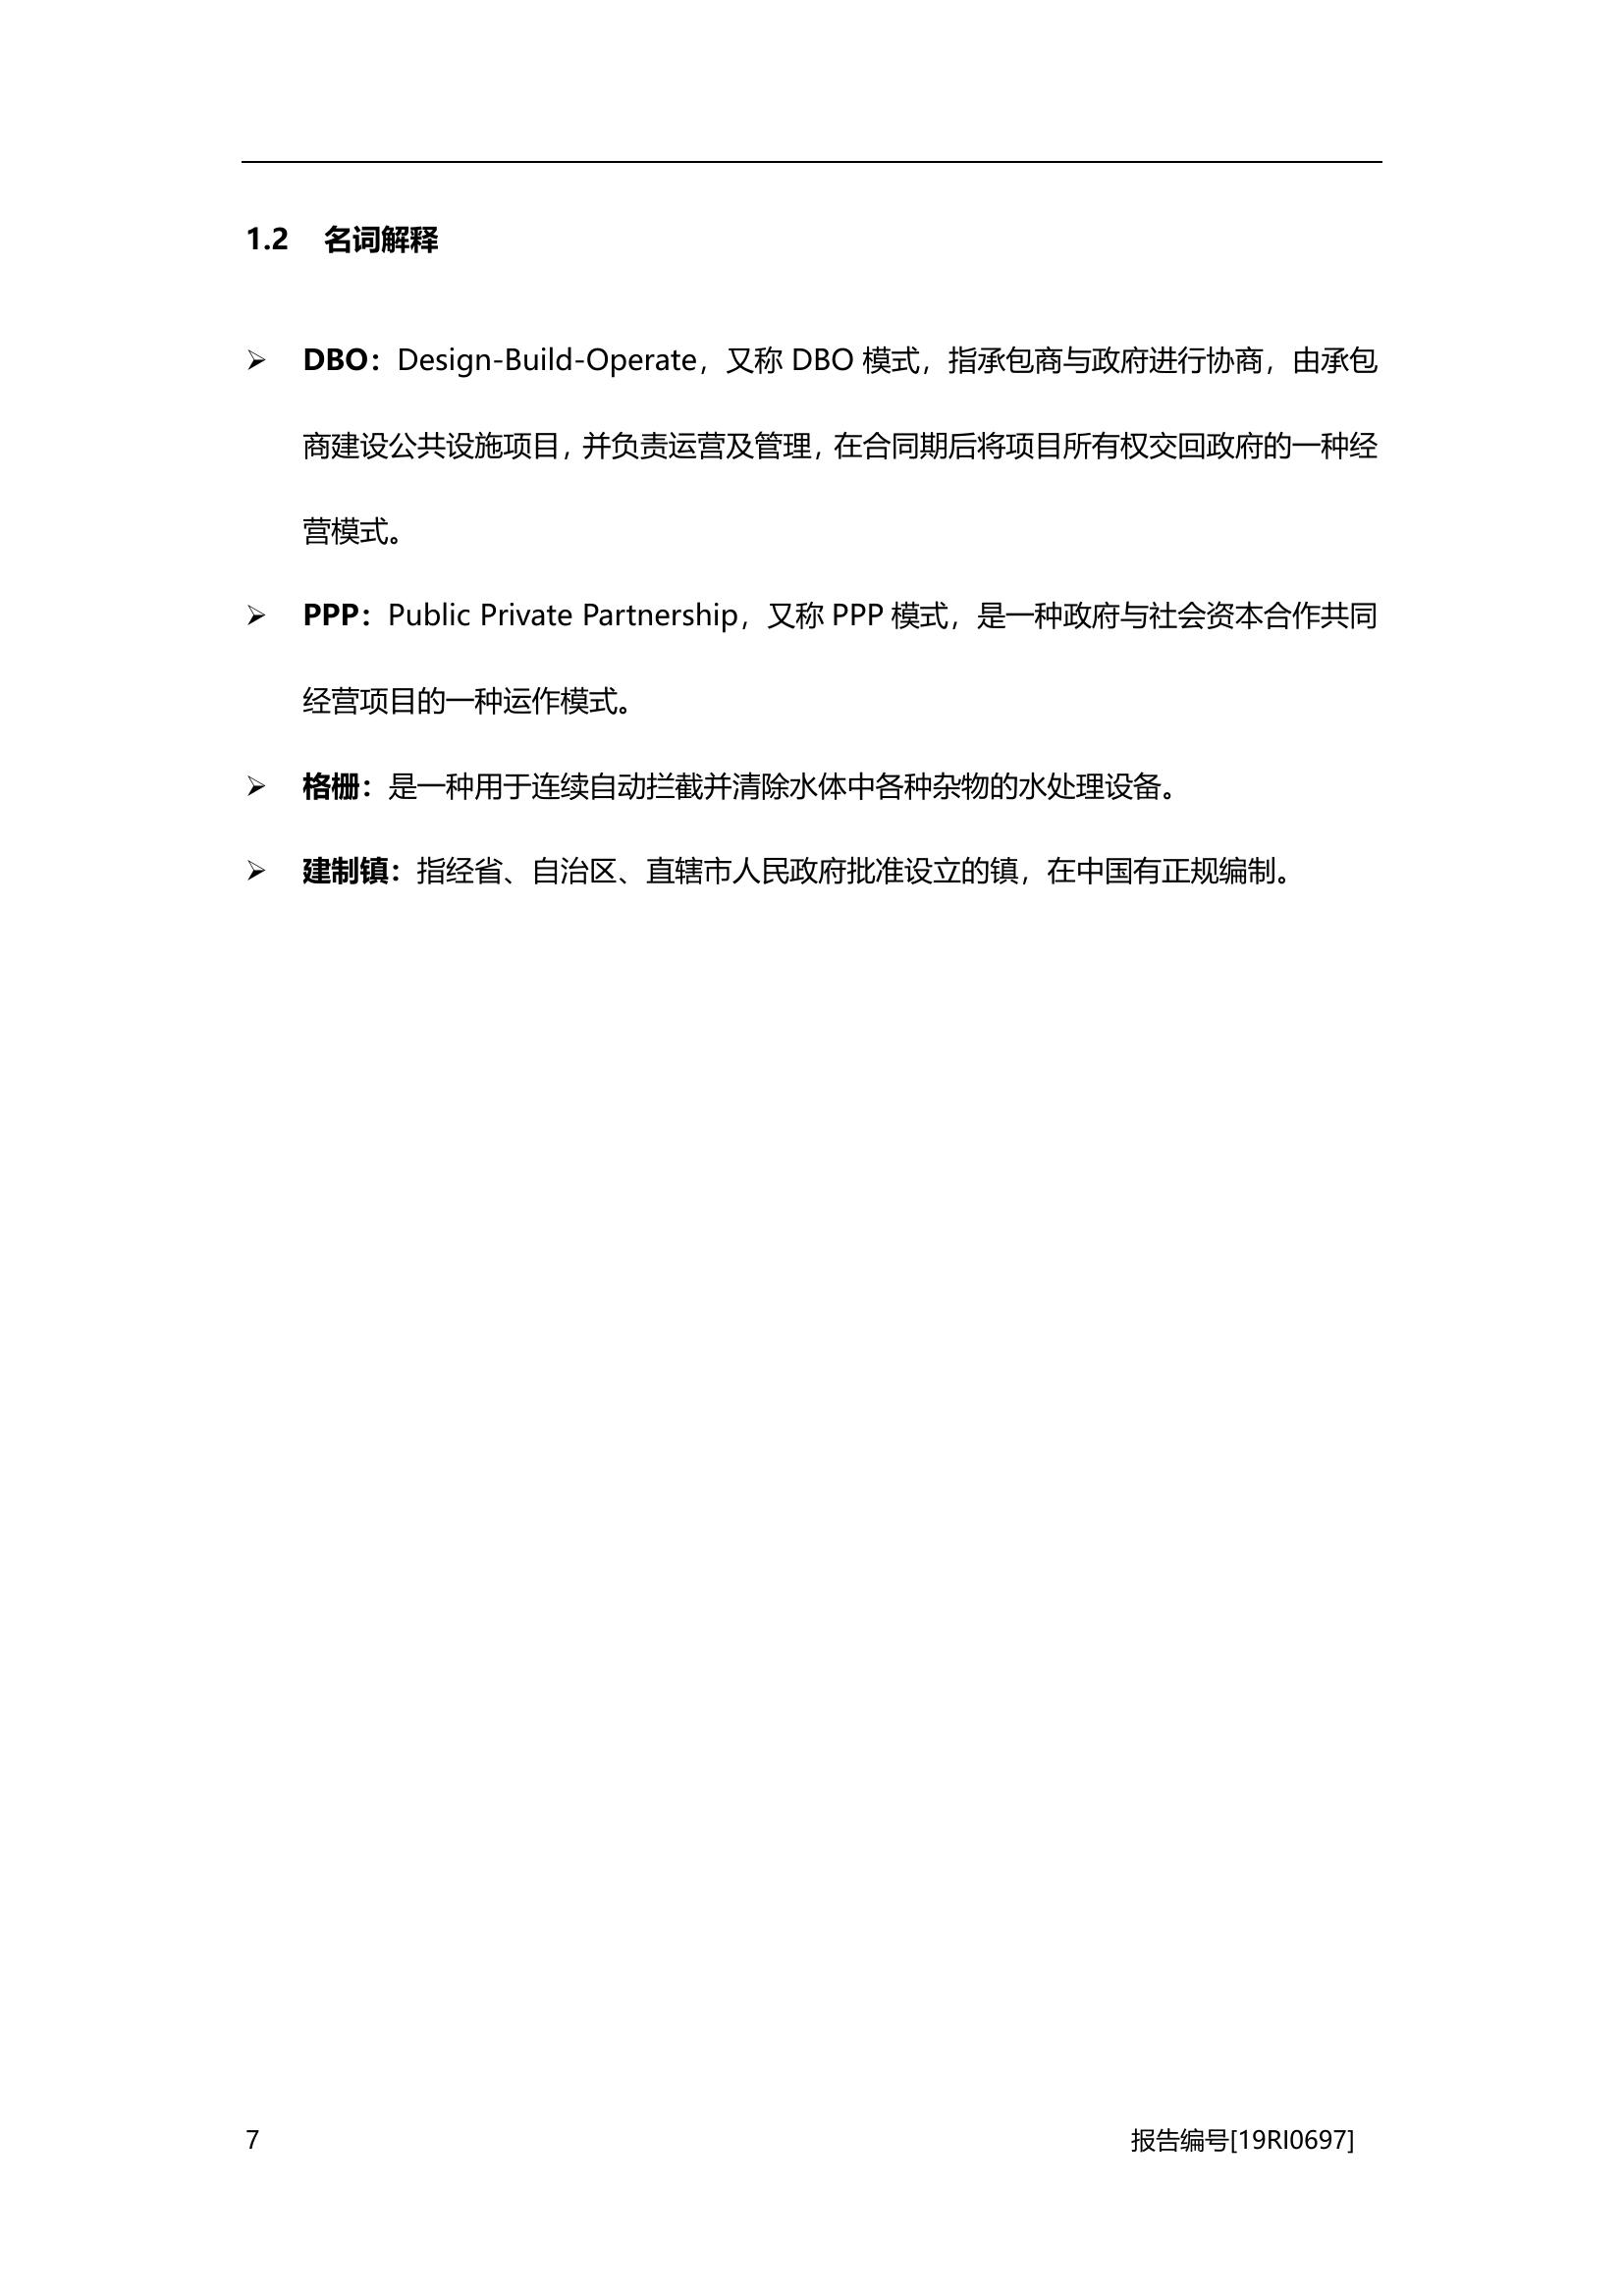 1.2 名词解释
➢ DBO：Design-Build-Operate，又称 DBO 模式，指承包商与政府进行协商，由承包
商建设公共设施项目，并负责运营及管理，在合同期后将项目所有权交回政府的一种经
营模式。
➢ PPP：Public Private Partnership，又称 PPP 模式，是一种政府与社会资本合作共同
经营项目的一种运作模式。
➢ 格栅：是一种用于连续自动拦截并清除水体中各种杂物的水处理设备。
➢ 建制镇：指经省、自治区、直辖市人民政府批准设立的镇，在中国有正规编制。
7 报告编号[19RI0697]